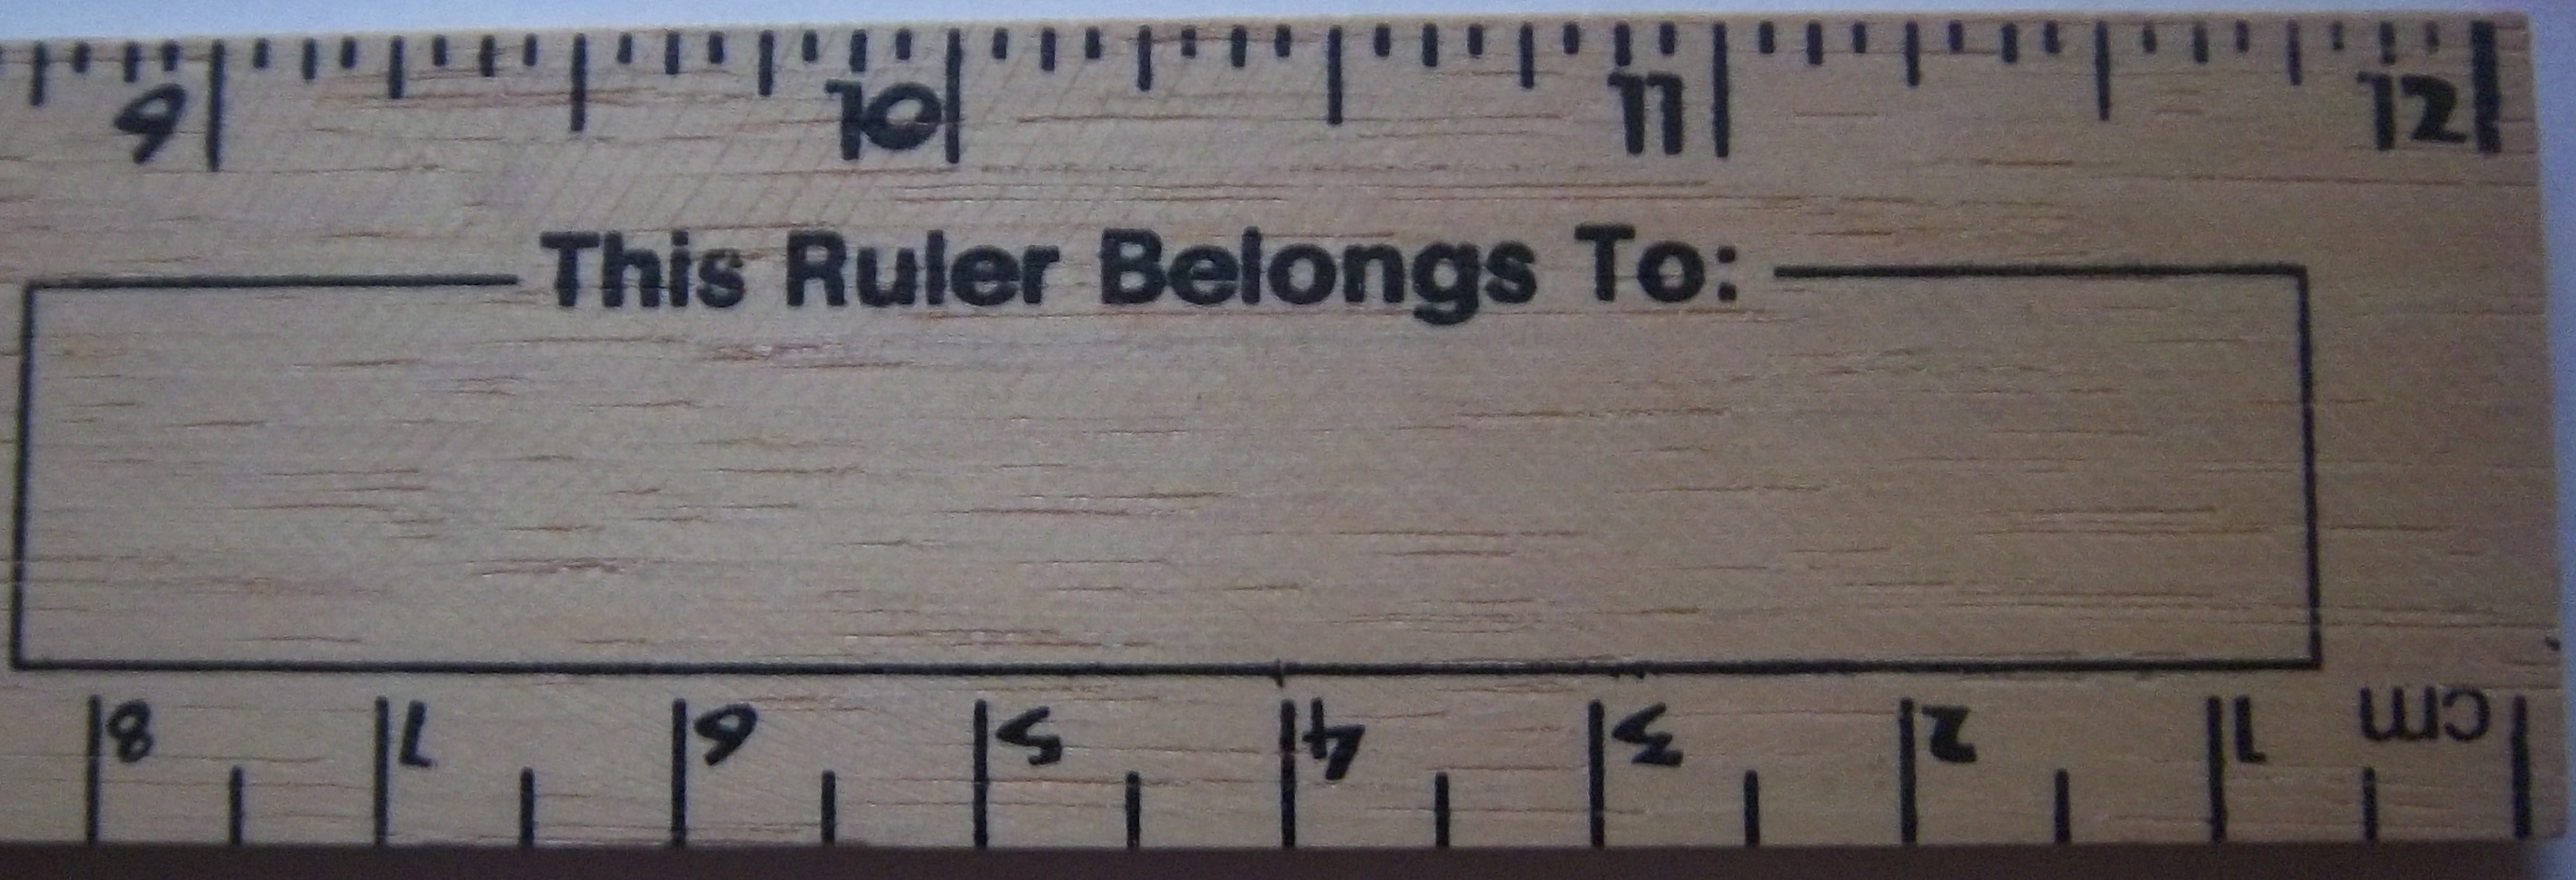 9 10 11 12
This Ruler Belongs To:
cm 1 2 3 4 5 6 7 8